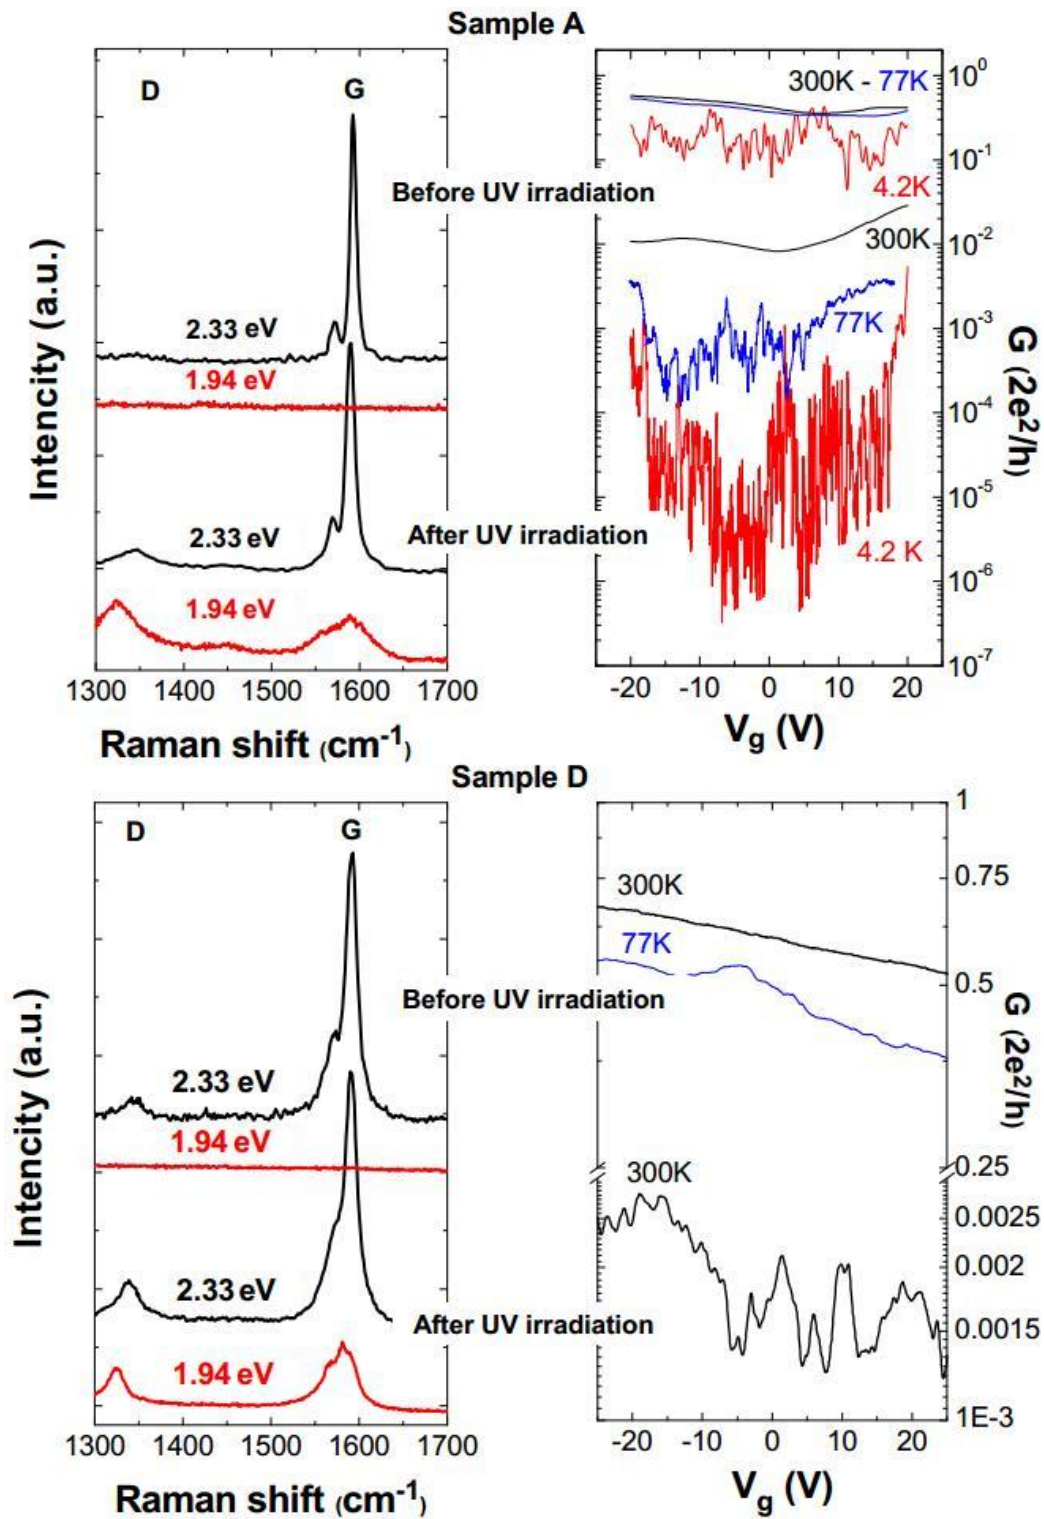 Sample A
D G
2.33 eV
1.94 eV
2.33 eV
1.94 eV
1300 1400 1500 1600 1700
Raman shift (cm⁻¹)
Intencity (a.u.)
Before UV irradiation
After UV irradiation
300K - 77K
4.2K
300K
77K
4.2 K
10⁰
10⁻¹
10⁻²
10⁻³
10⁻⁴
10⁻⁵
10⁻⁶
10⁻⁷
G (2e²/h)
-20 -10 0 10 20
V_g (V)
Sample D
D G
2.33 eV
1.94 eV
2.33 eV
1.94 eV
1300 1400 1500 1600 1700
Raman shift (cm⁻¹)
Intencity (a.u.)
Before UV irradiation
After UV irradiation
300K
77K
300K
1
0.75
0.5
0.25
0.0025
0.002
0.0015
1E-3
G (2e²/h)
-20 -10 0 10 20
V_g (V)